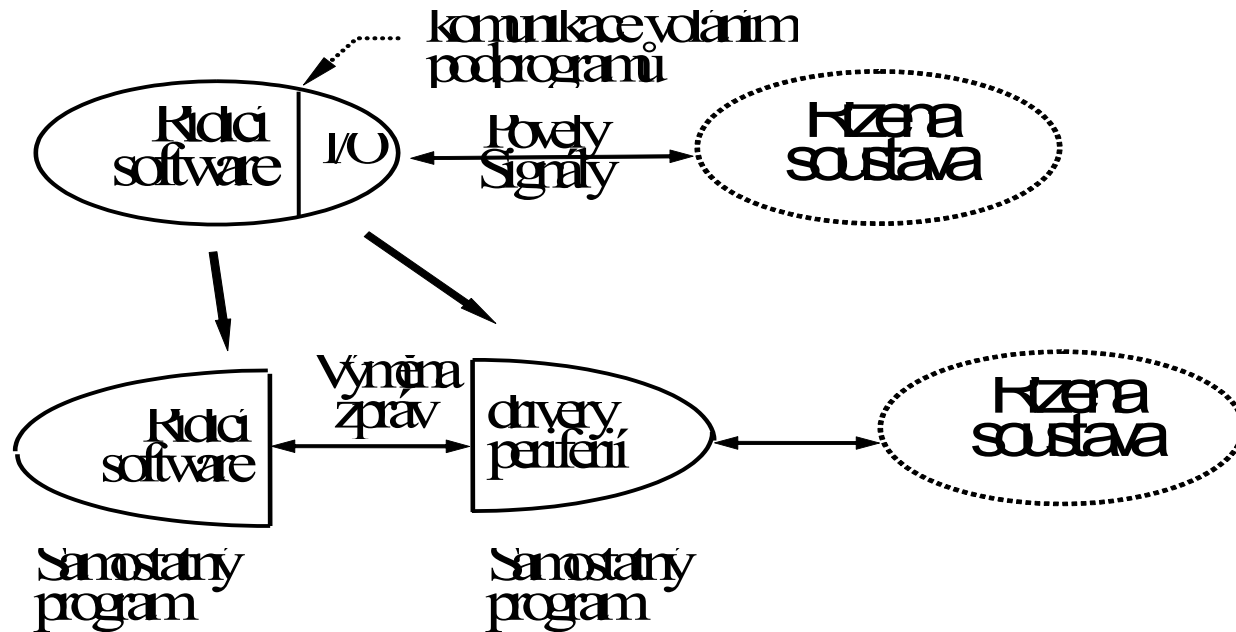 komunikace voláním
podprogramů
Řídicí
software
I/O
Povely
Signály
Řízená
soustava
Výměna
zpráv
Řídicí
software
drivery
periferií
Řízená
soustava
Samostatný
program
Samostatný
program